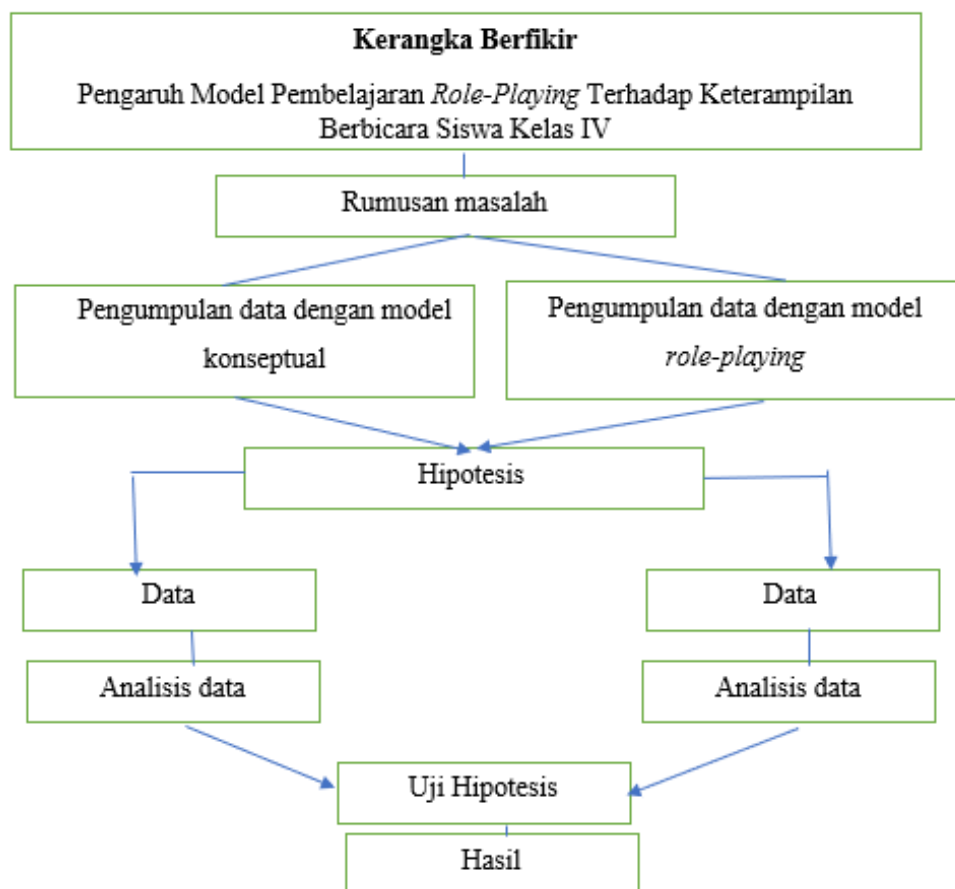 Kerangka Berfikir
Pengaruh Model Pembelajaran Role-Playing Terhadap Keterampilan
Berbicara Siswa Kelas IV
Rumusan masalah
Pengumpulan data dengan model
konseptual
Pengumpulan data dengan model
role-playing
Hipotesis
Data
Data
Analisis data
Analisis data
Uji Hipotesis
Hasil